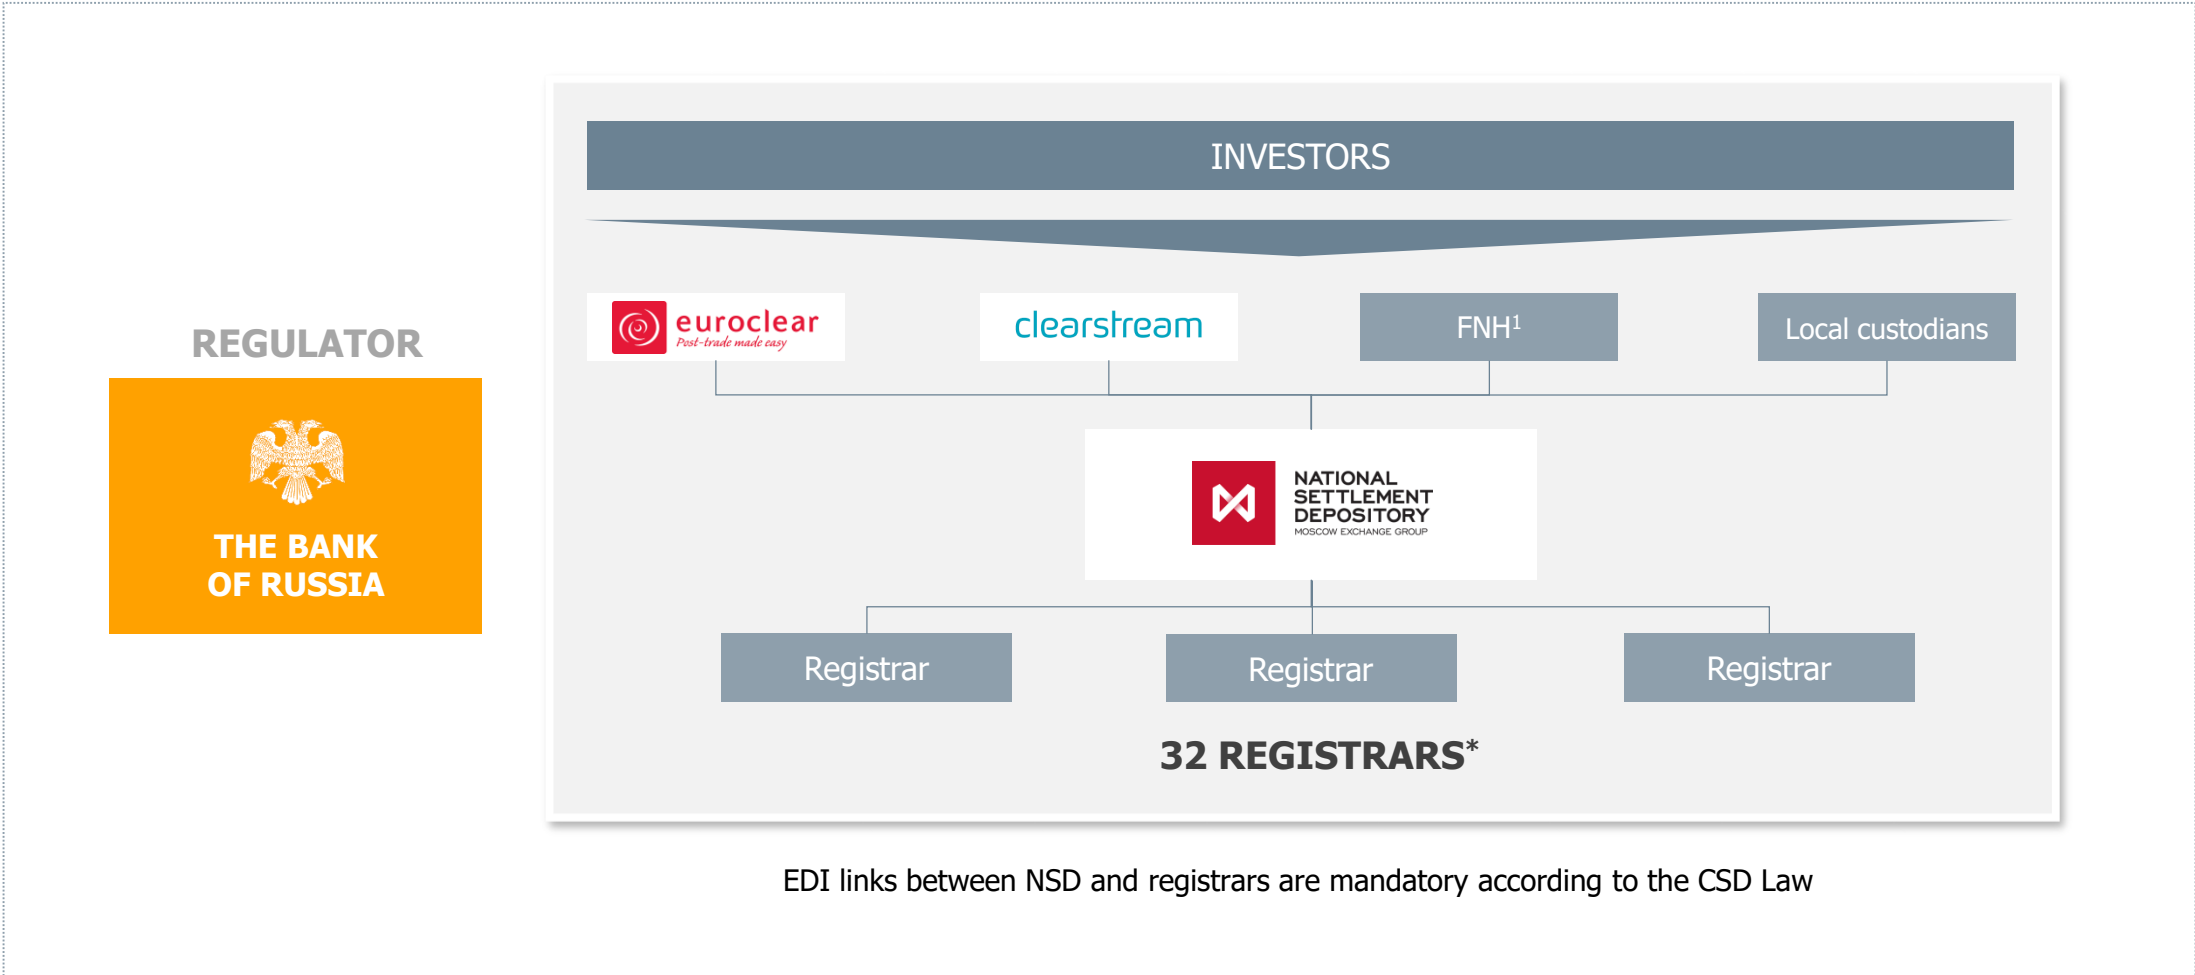 INVESTORS
euroclear
Post-trade made easy
clearstream
FNH¹
Local custodians
REGULATOR
THE BANK
OF RUSSIA
NATIONAL
SETTLEMENT
DEPOSITORY
MOSCOW EXCHANGE GROUP
Registrar
Registrar
Registrar
32 REGISTRARS*
EDI links between NSD and registrars are mandatory according to the CSD Law